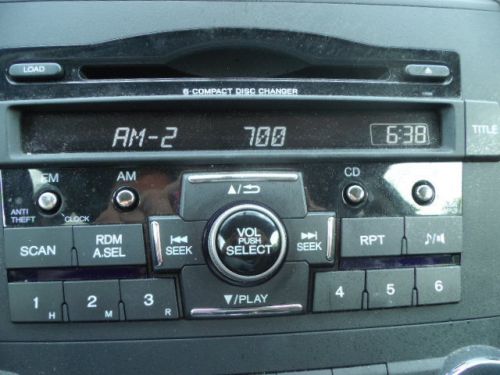 LOAD
6-COMPACT DISC CHANGER
AM-2 700 6:38
TITLE
FM AM CD
ANTI THEFT CLOCK
SCAN
RDM A.SEL
SEEK
VOL PUSH SELECT
SEEK
RPT
1 H
2 M
3 R
/PLAY
4 5 6